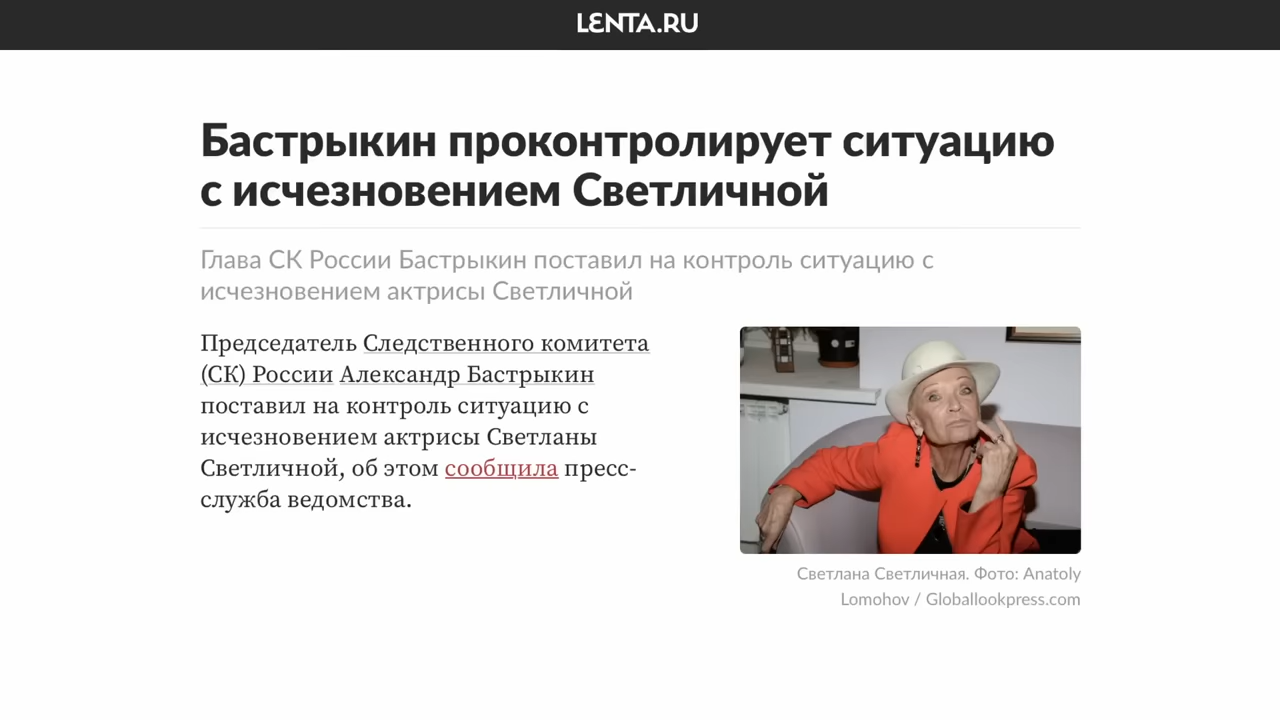 LENTA.RU
Бастрыкин проконтролирует ситуацию
с исчезновением Светличной
Глава СК России Бастрыкин поставил на контроль ситуацию с
исчезновением актрисы Светличной
Председатель Следственного комитета
(СК) России Александр Бастрыкин
поставил на контроль ситуацию с
исчезновением актрисы Светланы
Светличной, об этом сообщила пресс-
служба ведомства.
Светлана Светличная. Фото: Anatoly
Lomohov / Globallookpress.com